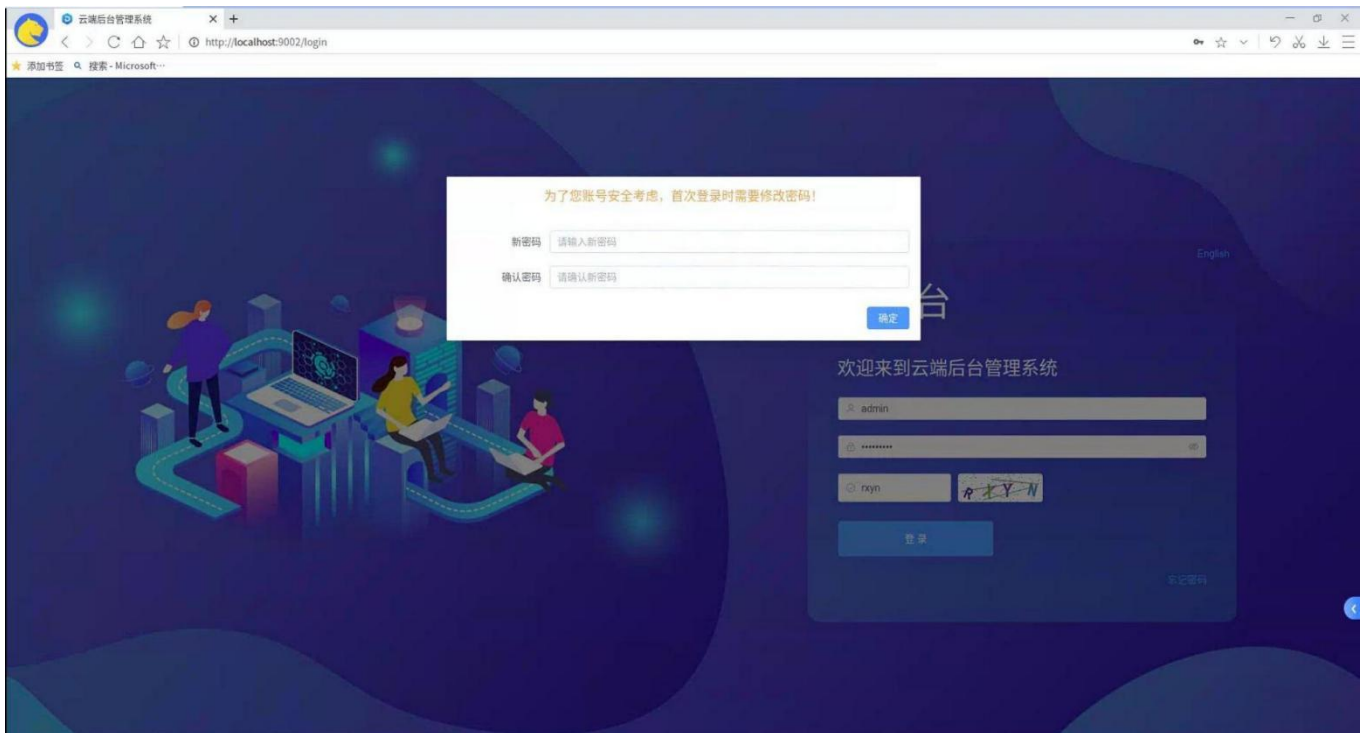 云端后台管理系统
http://localhost:9002/login
添加书签
搜索 - Microsoft…
为了您账号安全考虑，首次登录时需要修改密码！
新密码 请输入新密码
确认密码 请确认新密码
确定
English
台
欢迎来到云端后台管理系统
admin
•••••••••
rxyn RXYN
登录
忘记密码